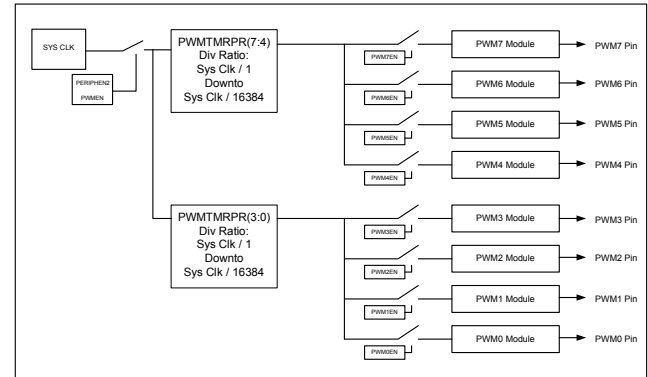 SYS CLK
PERIPHEN2
PWMEN
PWMTMRPR(7:4)
Div Ratio:
Sys Clk / 1
Downto
Sys Clk / 16384
PWM7EN
PWM7 Module
PWM7 Pin
PWM6EN
PWM6 Module
PWM6 Pin
PWM5EN
PWM5 Module
PWM5 Pin
PWM4EN
PWM4 Module
PWM4 Pin
PWMTMRPR(3:0)
Div Ratio:
Sys Clk / 1
Downto
Sys Clk / 16384
PWM3EN
PWM3 Module
PWM3 Pin
PWM2EN
PWM2 Module
PWM2 Pin
PWM1EN
PWM1 Module
PWM1 Pin
PWM0EN
PWM0 Module
PWM0 Pin